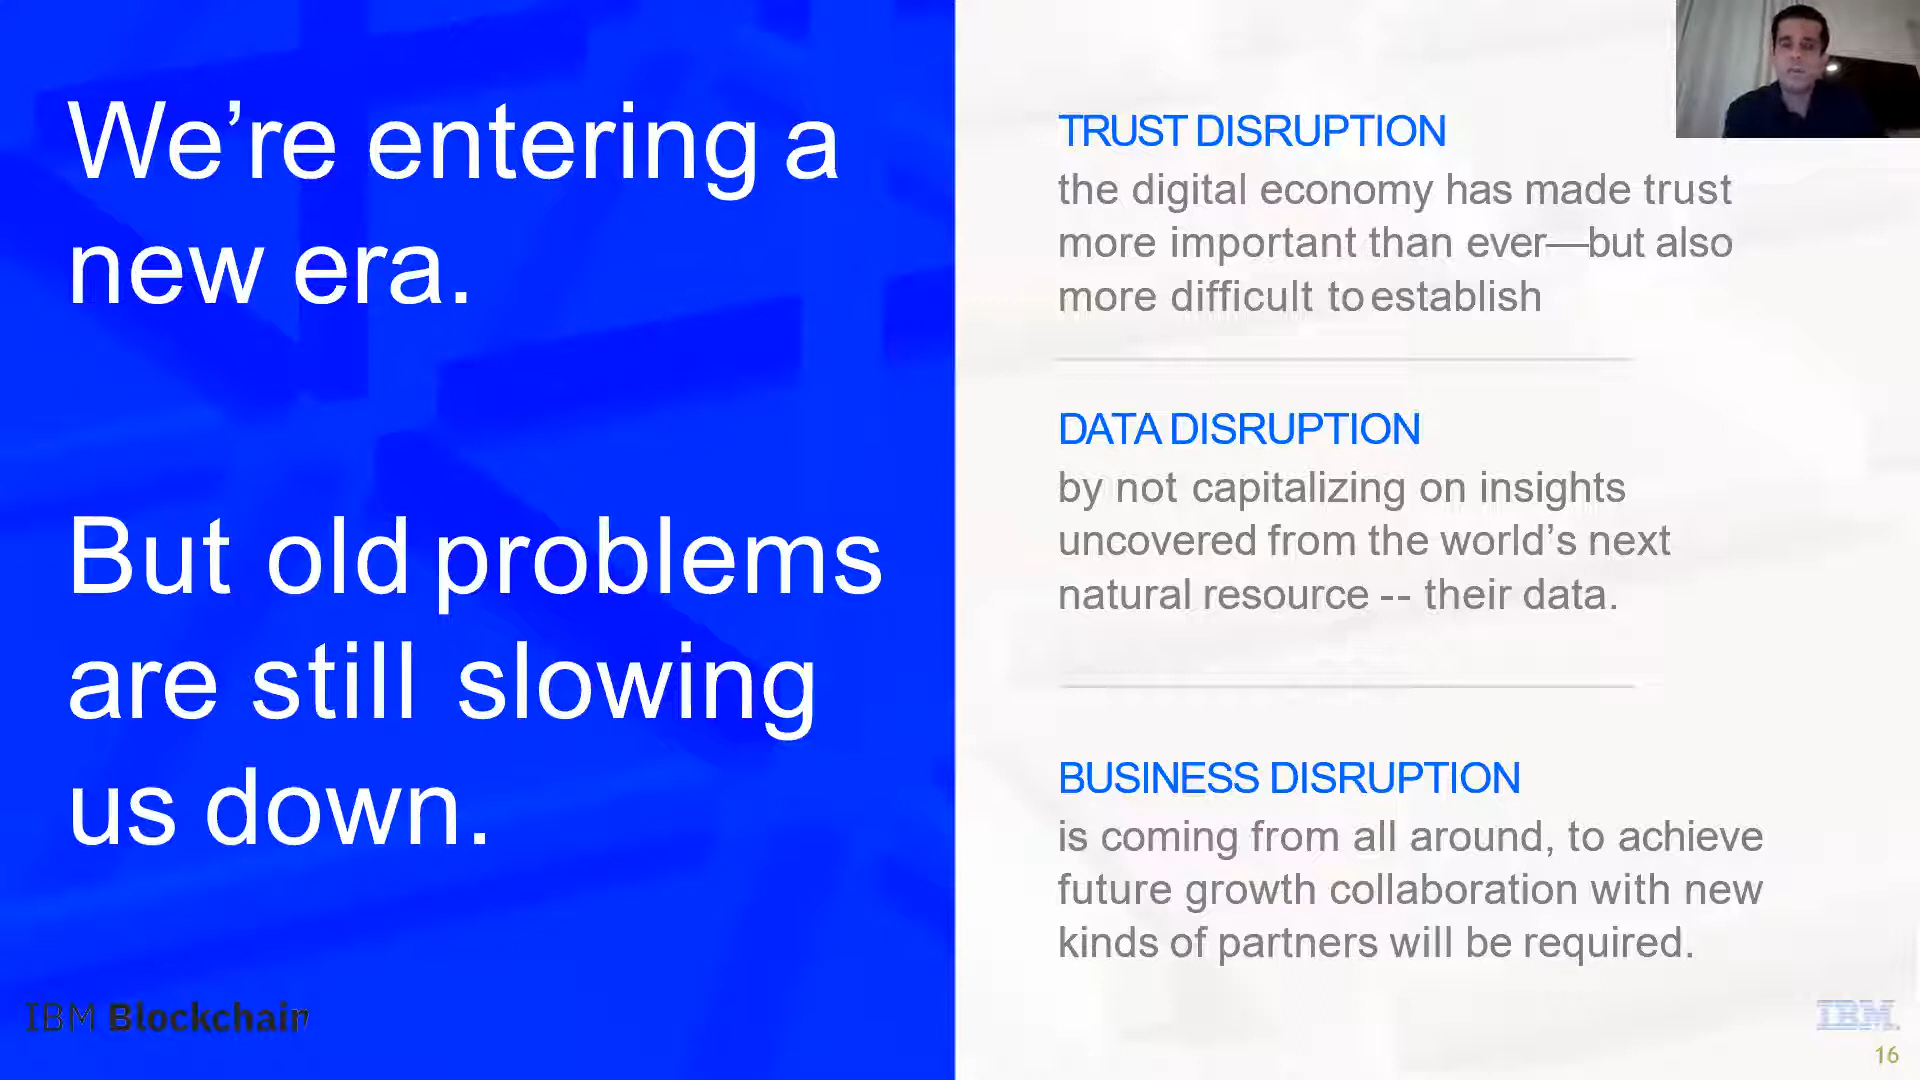 We're entering a
new era.
But old problems
are still slowing
us down.
IBM Blockchain
TRUST DISRUPTION
the digital economy has made trust
more important than ever—but also
more difficult to establish
DATA DISRUPTION
by not capitalizing on insights
uncovered from the world's next
natural resource -- their data.
BUSINESS DISRUPTION
is coming from all around, to achieve
future growth collaboration with new
kinds of partners will be required.
IBM
16